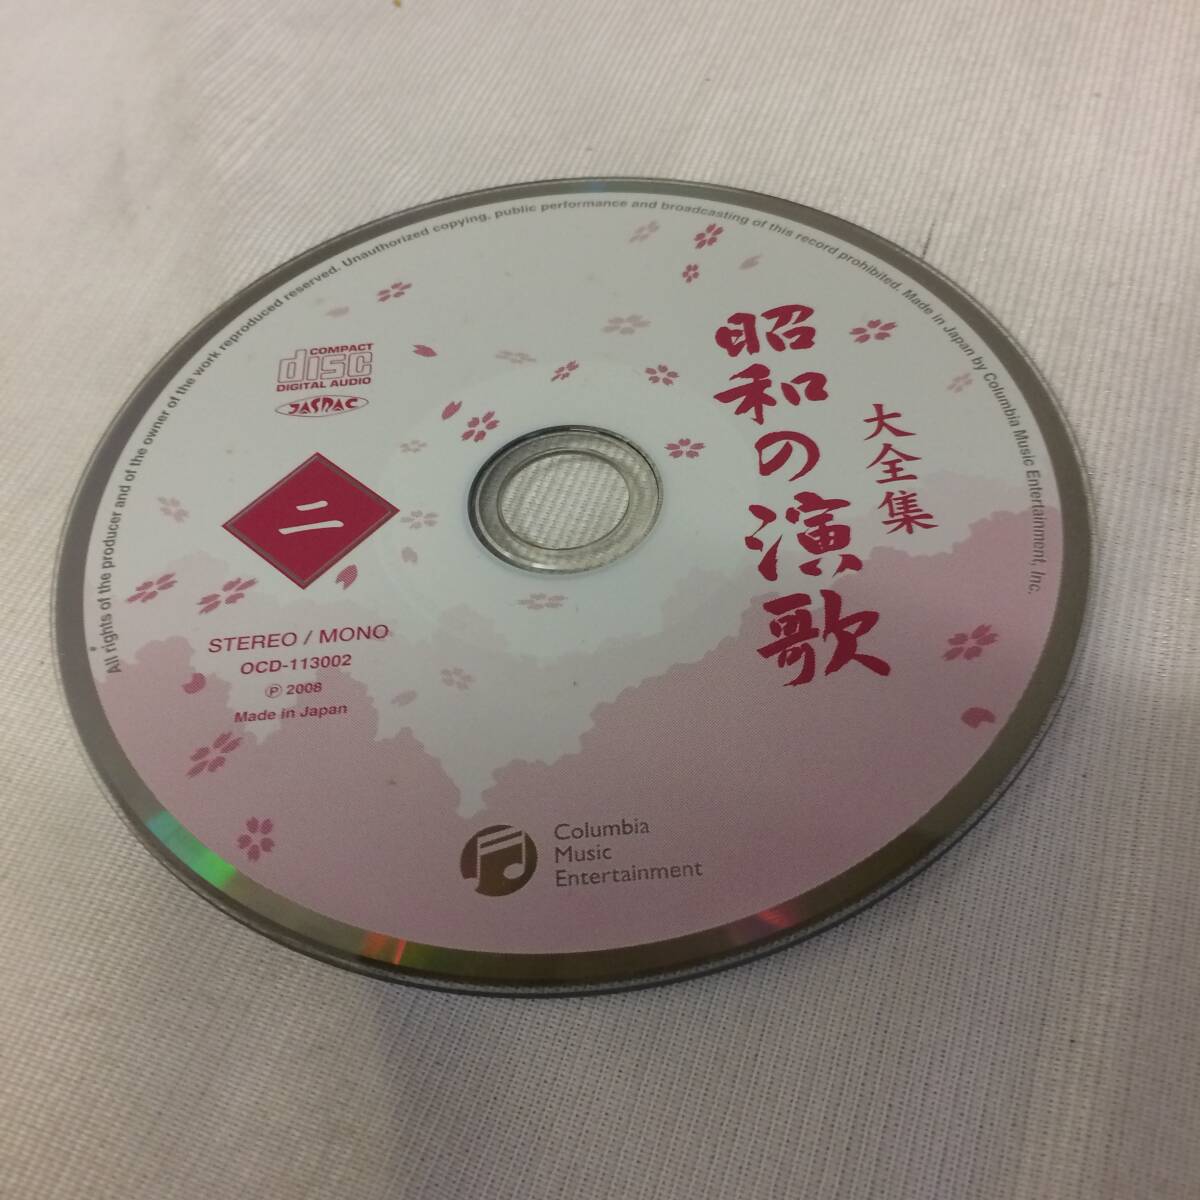 All rights of the producer and of the owner of the work reproduced reserved. Unauthorized copying, public performance and broadcasting of this record prohibited. Made in Japan by Columbia Music Entertainment, Inc.
昭和の演歌
大全集
COMPACT
disc
DIGITAL AUDIO
JASRAC
二
STEREO / MONO
OCD-113002
Ⓟ 2008
Made in Japan
Columbia
Music
Entertainment